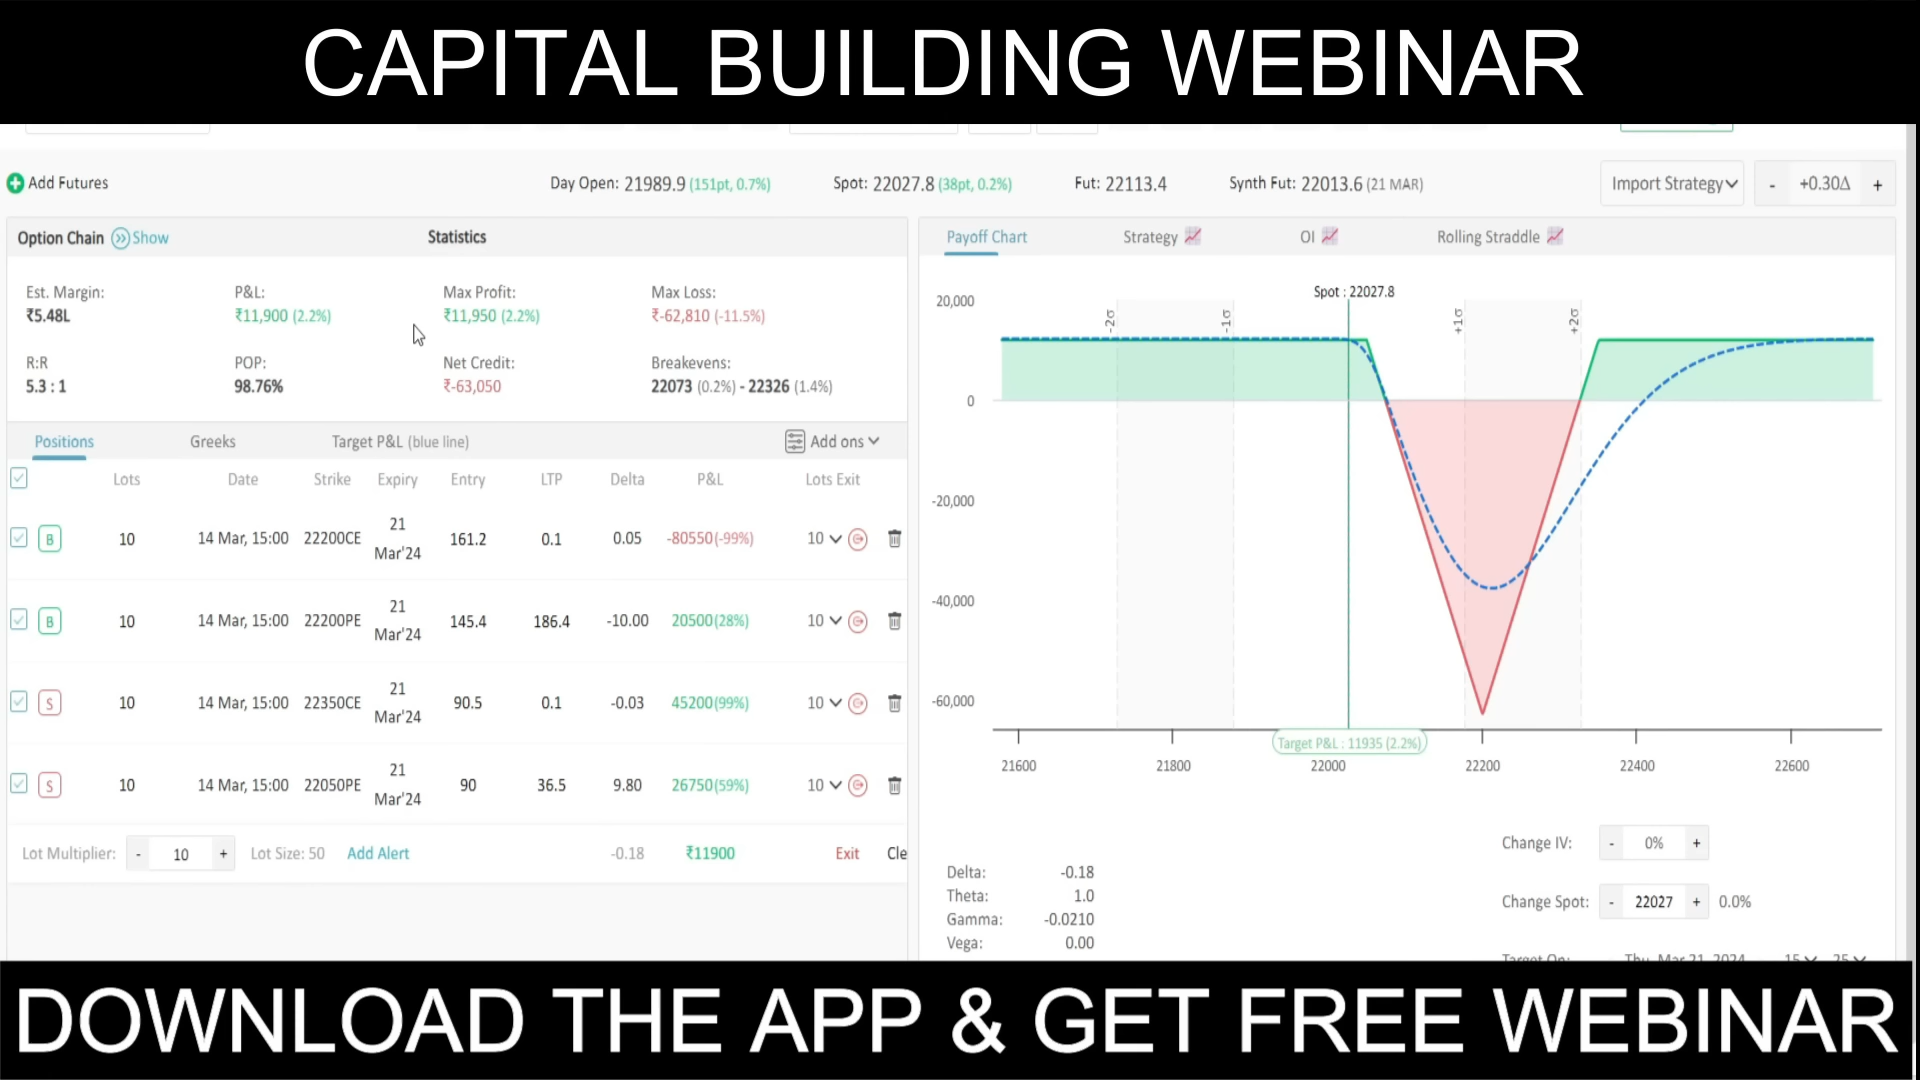 CAPITAL BUILDING WEBINAR
Add Futures
Day Open: 21989.9 (151pt, 0.7%)
Spot: 22027.8 (38pt, 0.2%)
Fut: 22113.4
Synth Fut: 22013.6 (21 MAR)
Import Strategy
- +0.30Δ +
Option Chain Show
Statistics
Est. Margin: P&L: Max Profit: Max Loss:
₹5.48L ₹11,900 (2.2%) ₹11,950 (2.2%) ₹-62,810 (-11.5%)
R:R POP: Net Credit: Breakevens:
5.3 : 1 98.76% ₹-63,050 22073 (0.2%) - 22326 (1.4%)
Positions Greeks Target P&L (blue line) Add ons
Lots Date Strike Expiry Entry LTP Delta P&L Lots Exit
B 10 14 Mar, 15:00 22200CE 21 Mar'24 161.2 0.1 0.05 -80550(-99%) 10
B 10 14 Mar, 15:00 22200PE 21 Mar'24 145.4 186.4 -10.00 20500(28%) 10
S 10 14 Mar, 15:00 22350CE 21 Mar'24 90.5 0.1 -0.03 45200(99%) 10
S 10 14 Mar, 15:00 22050PE 21 Mar'24 90 36.5 9.80 26750(59%) 10
Lot Multiplier: - 10 + Lot Size: 50 Add Alert -0.18 ₹11900 Exit Cle
Payoff Chart Strategy OI Rolling Straddle
Spot : 22027.8
-2σ -1σ +1σ +2σ
20,000
0
-20,000
-40,000
-60,000
Target P&L : 11935 (2.2%)
21600 21800 22000 22200 22400 22600
Change IV: - 0% +
Change Spot: - 22027 + 0.0%
Delta: -0.18
Theta: 1.0
Gamma: -0.0210
Vega: 0.00
Target On: Thu, Mar 21, 2024 15 25
DOWNLOAD THE APP & GET FREE WEBINAR